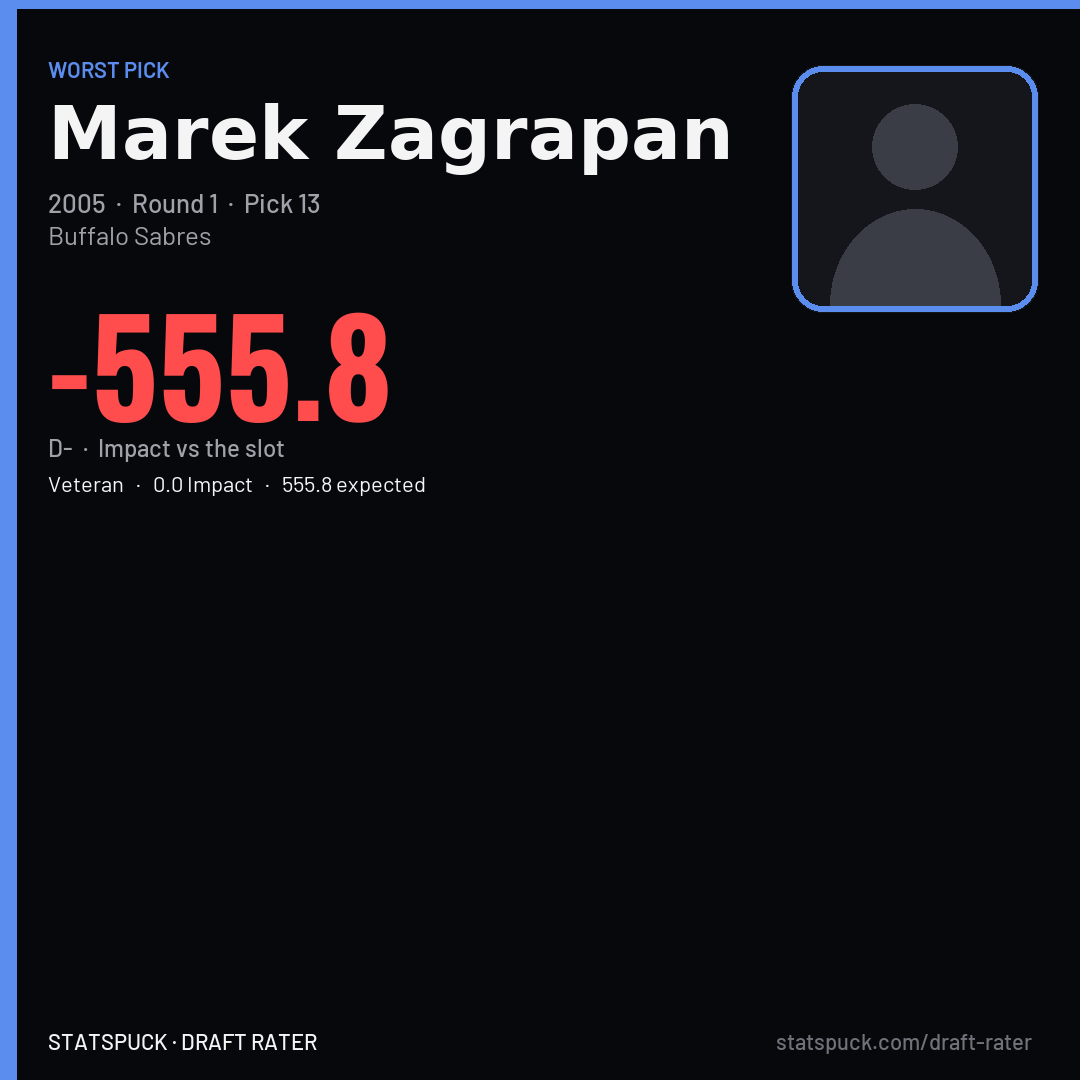 WORST PICK
Marek Zagrapan
2005 · Round 1 · Pick 13
Buffalo Sabres
-555.8
D- · Impact vs the slot
Veteran · 0.0 Impact · 555.8 expected
STATSPUCK · DRAFT RATER
statspuck.com/draft-rater